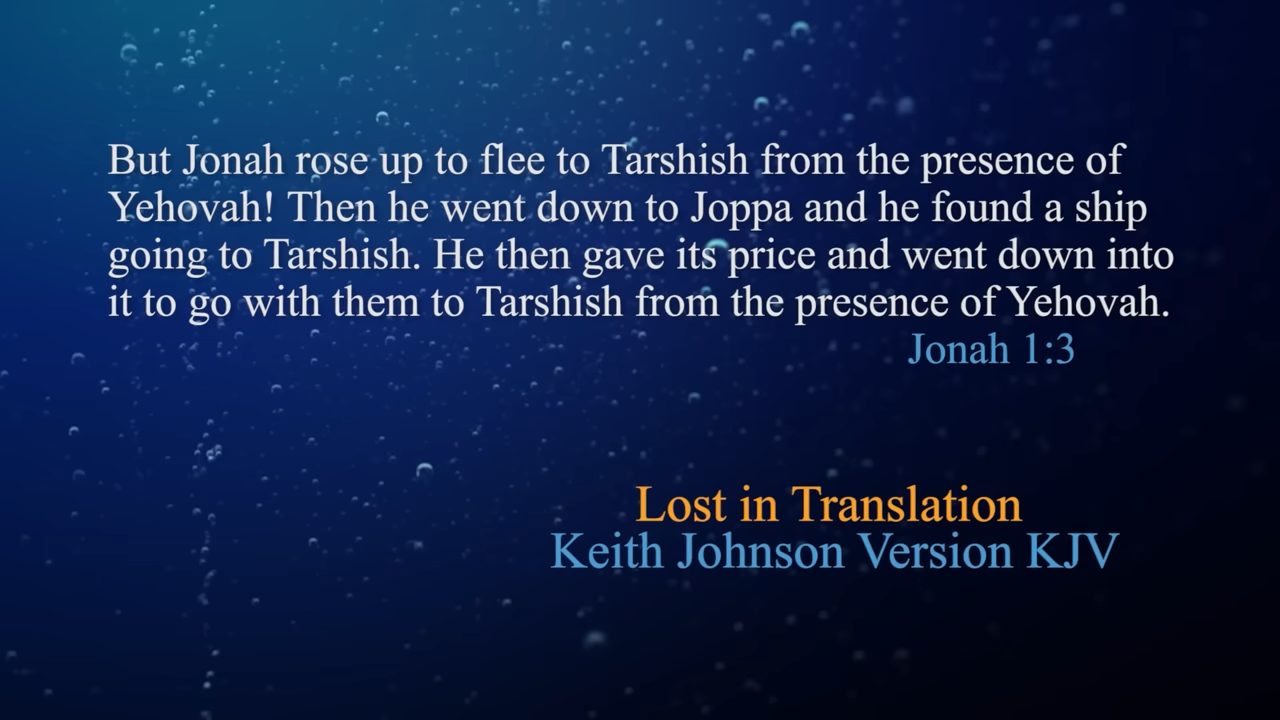 But Jonah rose up to flee to Tarshish from the presence of
Yehovah! Then he went down to Joppa and he found a ship
going to Tarshish. He then gave its price and went down into
it to go with them to Tarshish from the presence of Yehovah.
Jonah 1:3
Lost in Translation
Keith Johnson Version KJV